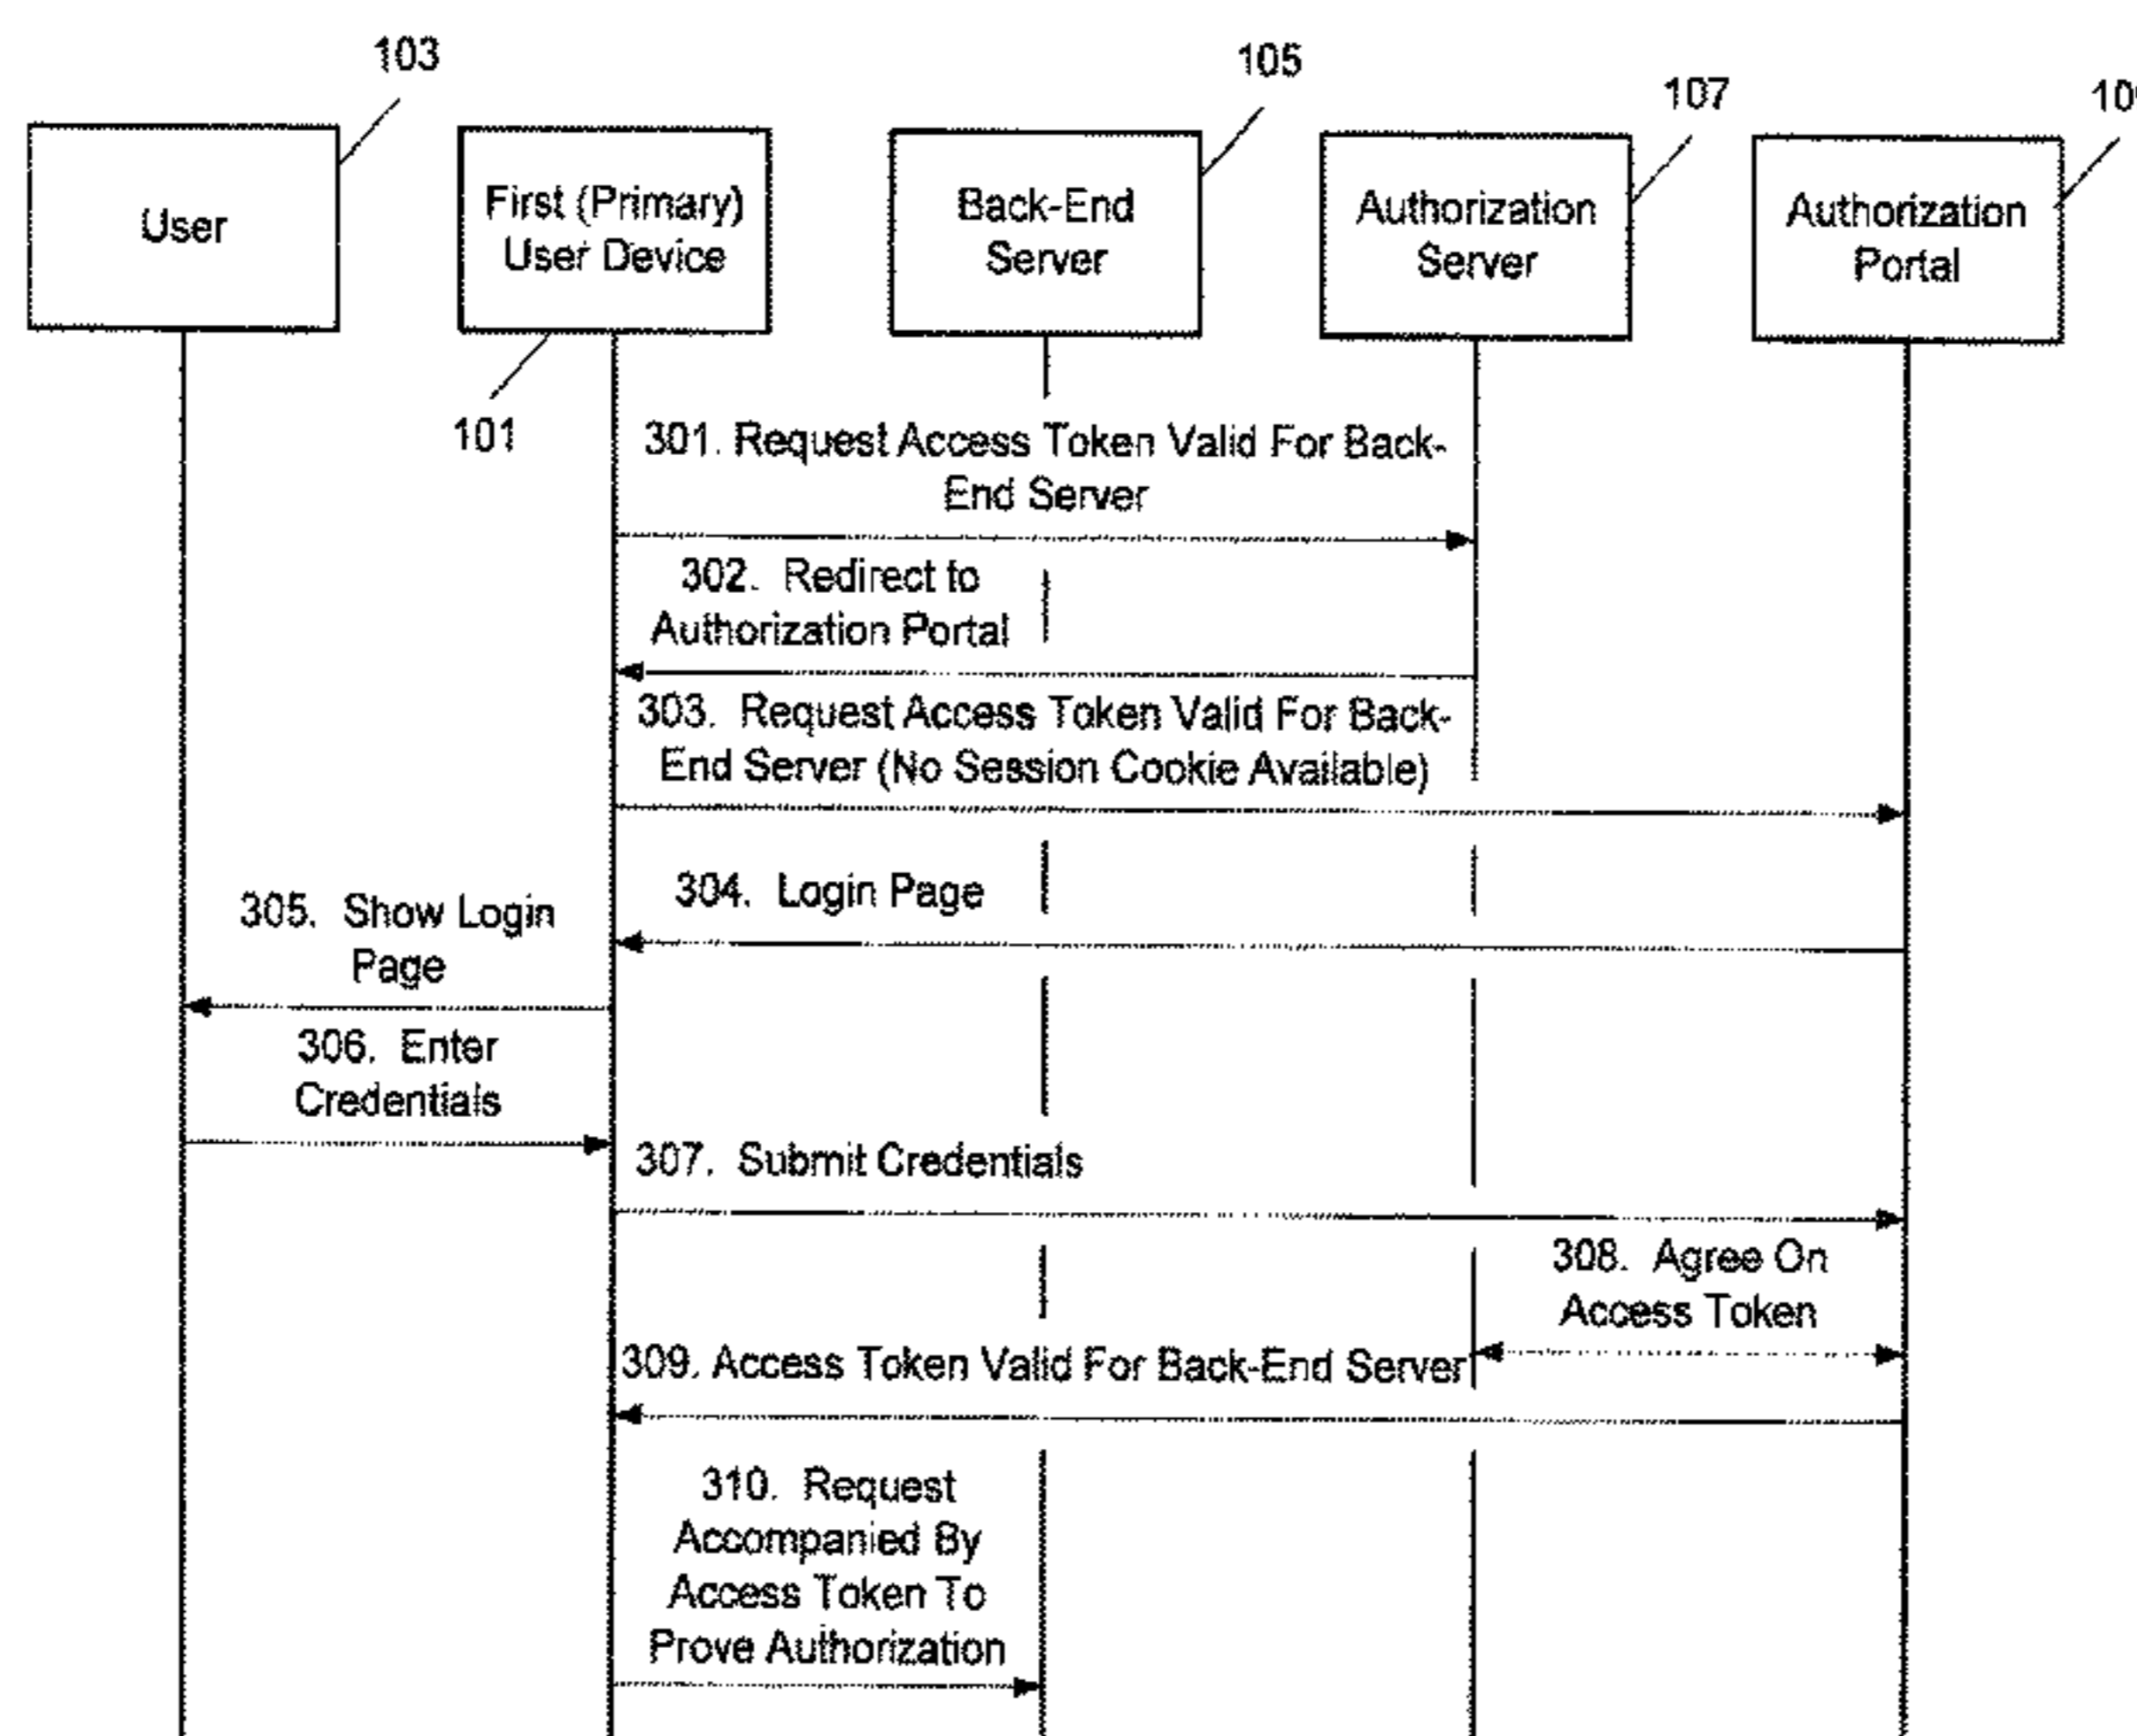 103
105
107
User
First (Primary)
User Device
Back-End
Server
Authorization
Server
Authorization
Portal
101
301. Request Access Token Valid For Back-
End Server
302. Redirect to
Authorization Portal
303. Request Access Token Valid For Back-
End Server (No Session Cookie Available)
304. Login Page
305. Show Login
Page
306. Enter
Credentials
307. Submit Credentials
308. Agree On
Access Token
309. Access Token Valid For Back-End Server
310. Request
Accompanied By
Access Token To
Prove Authorization